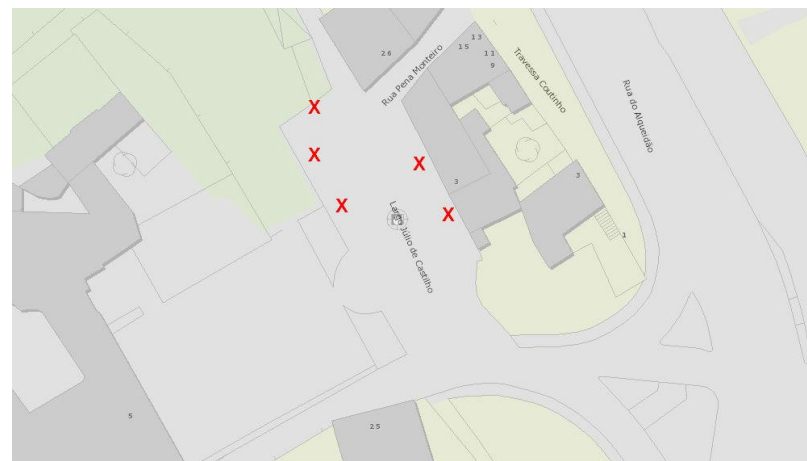 26
13
15
11
9
Rua Pena Monteiro
Travessa Coutinho
Rua do Alqueidão
X
X
X
X
X
3
3
Largo Júlio de Castilho
1
5
25